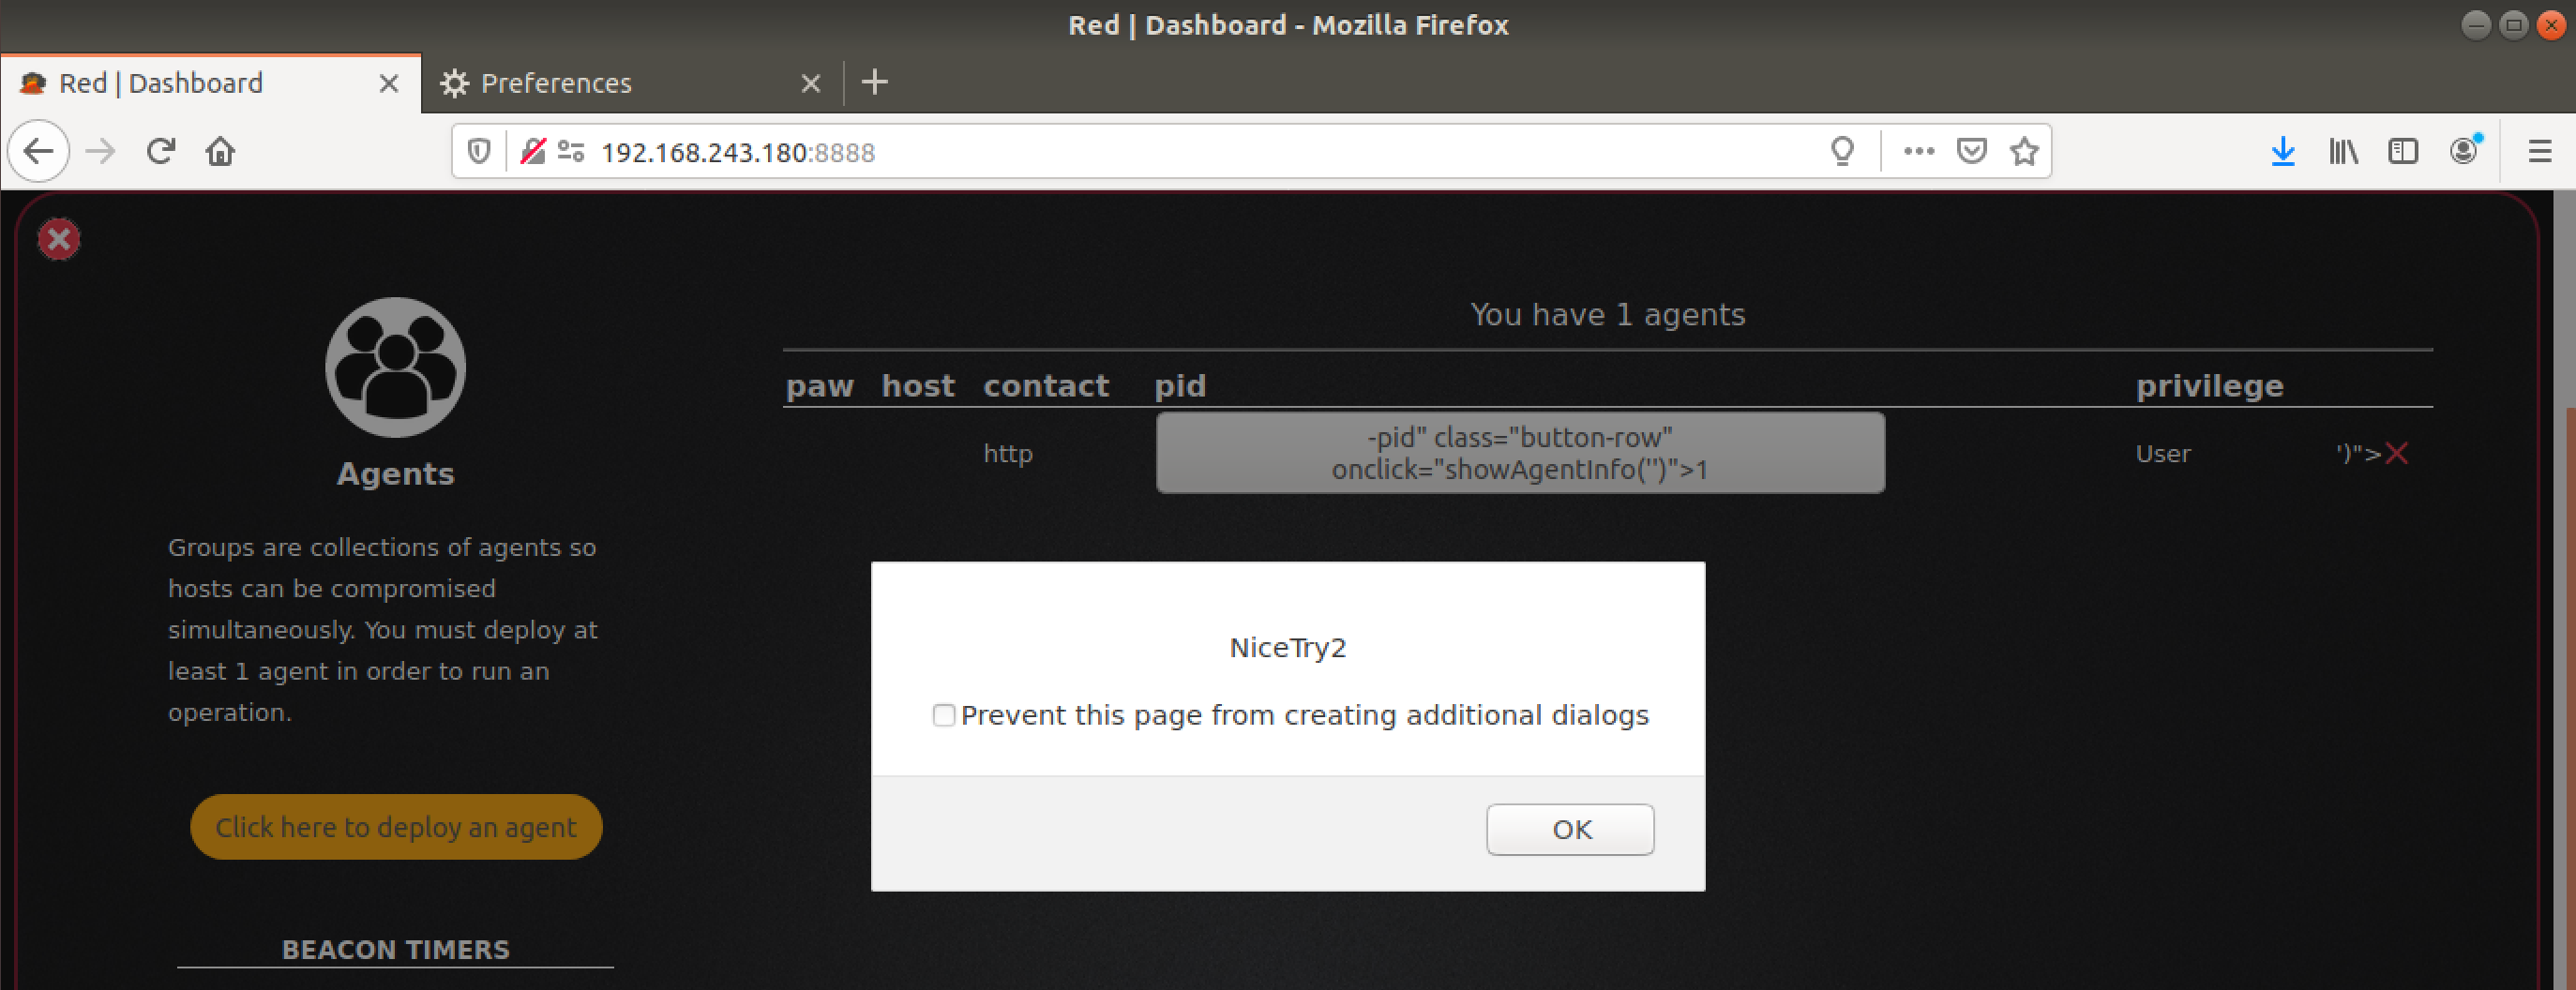 Red | Dashboard - Mozilla Firefox
Red | Dashboard
Preferences
192.168.243.180:8888
You have 1 agents
paw host contact pid privilege
http
-pid" class="button-row"
onclick="showAgentInfo('')">1
User
')">
Agents
Groups are collections of agents so
hosts can be compromised
simultaneously. You must deploy at
least 1 agent in order to run an
operation.
Click here to deploy an agent
BEACON TIMERS
NiceTry2
Prevent this page from creating additional dialogs
OK